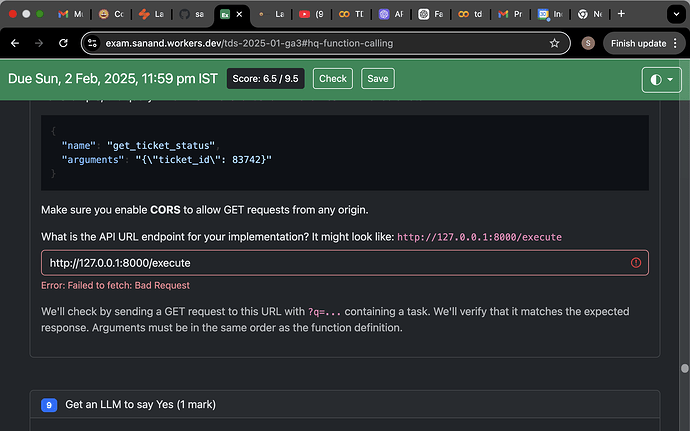 Mu
Co
La
sa
Ex
La
(9
TD
AP
Fa
td
M Pr
In
Ne
exam.sanand.workers.dev/tds-2025-01-ga3#hq-function-calling
S
Finish update
Due Sun, 2 Feb, 2025, 11:59 pm IST
Score: 6.5 / 9.5
Check
Save
{
"name": "get_ticket_status",
"arguments": "{\"ticket_id\": 83742}"
}
Make sure you enable CORS to allow GET requests from any origin.
What is the API URL endpoint for your implementation? It might look like: http://127.0.0.1:8000/execute
http://127.0.0.1:8000/execute
Error: Failed to fetch: Bad Request
We'll check by sending a GET request to this URL with ?q=... containing a task. We'll verify that it matches the expected
response. Arguments must be in the same order as the function definition.
9 Get an LLM to say Yes (1 mark)